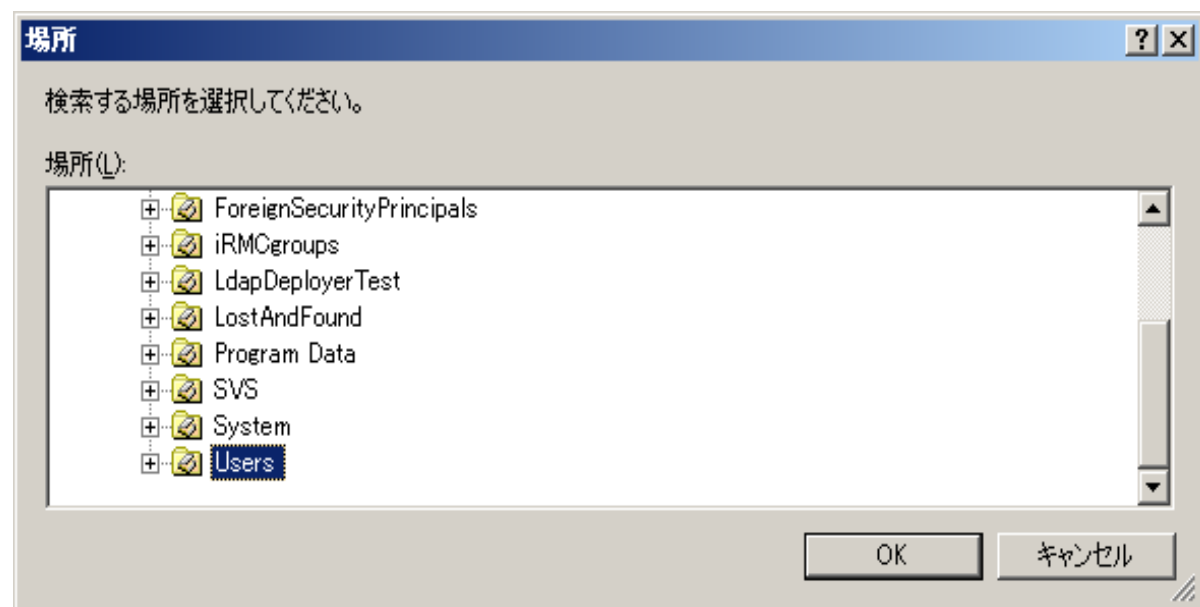 場所
検索する場所を選択してください。
場所(L):
ForeignSecurityPrincipals
iRMCgroups
LdapDeployerTest
LostAndFound
Program Data
SVS
System
Users
OK キャンセル